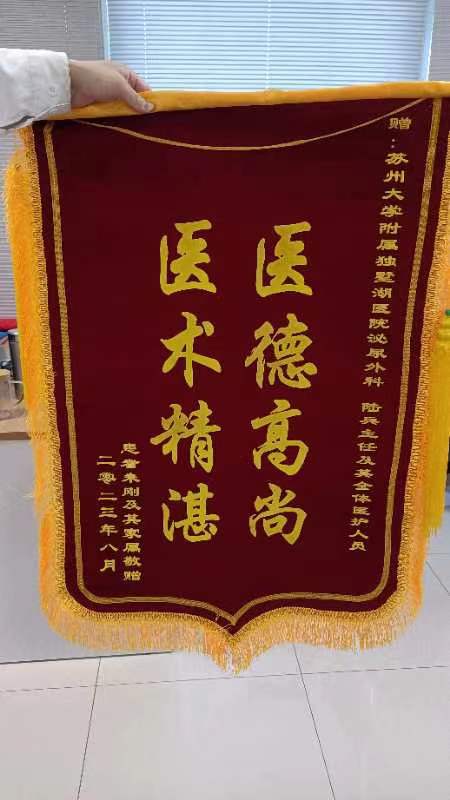 赠：苏州大学附属独墅湖医院泌尿外科 陆兵主任及其全体医护人员
医德高尚
医术精湛
患者朱刚及其家属敬赠
二零二三年八月